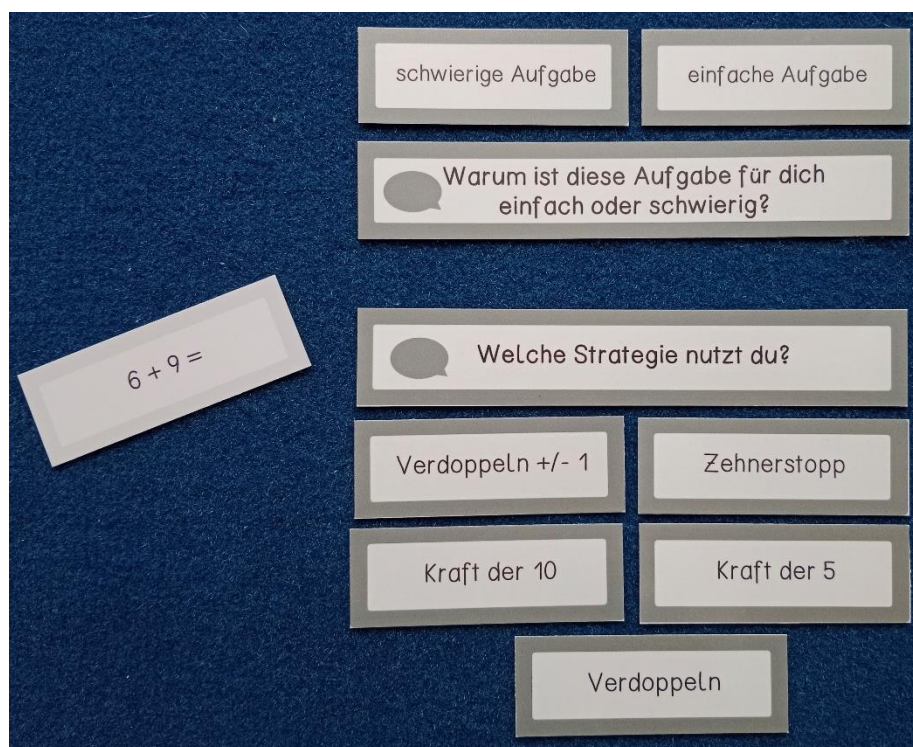 schwierige Aufgabe
einfache Aufgabe
Warum ist diese Aufgabe für dich
einfach oder schwierig?
6 + 9 =
Welche Strategie nutzt du?
Verdoppeln +/- 1
Zehnerstopp
Kraft der 10
Kraft der 5
Verdoppeln